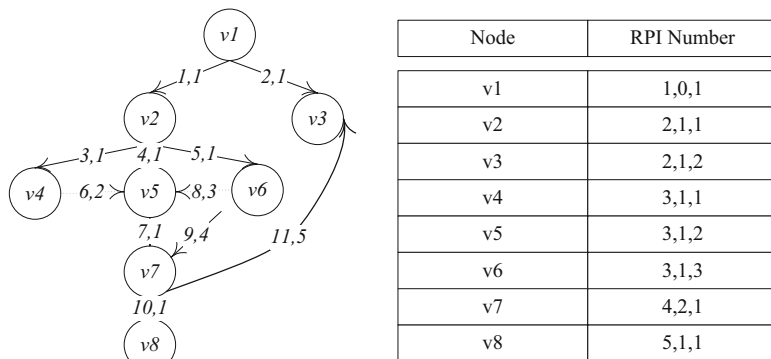 v1
1,1 2,1
v2 v3
3,1 4,1 5,1
v4 6,2 v5 8,3 v6
7,1 9,4 11,5
v7
10,1
v8
Node RPI Number
v1 1,0,1
v2 2,1,1
v3 2,1,2
v4 3,1,1
v5 3,1,2
v6 3,1,3
v7 4,2,1
v8 5,1,1